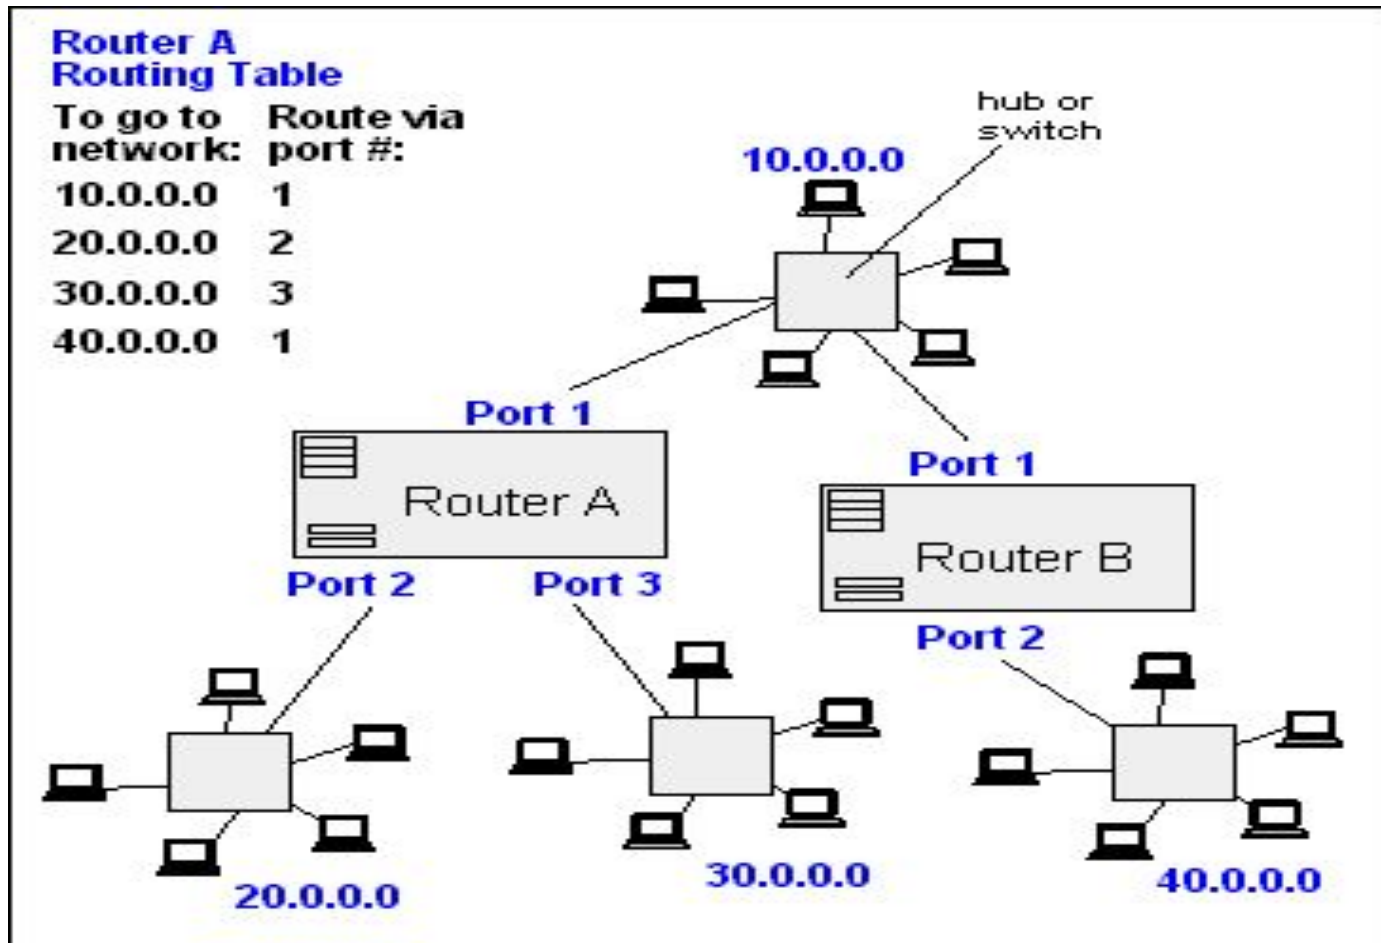 Router A
Routing Table
To go to network: Route via port #:
10.0.0.0 1
20.0.0.0 2
30.0.0.0 3
40.0.0.0 1
hub or
switch
10.0.0.0
Port 1
Router A
Port 2 Port 3
Port 1
Router B
Port 2
20.0.0.0
30.0.0.0
40.0.0.0